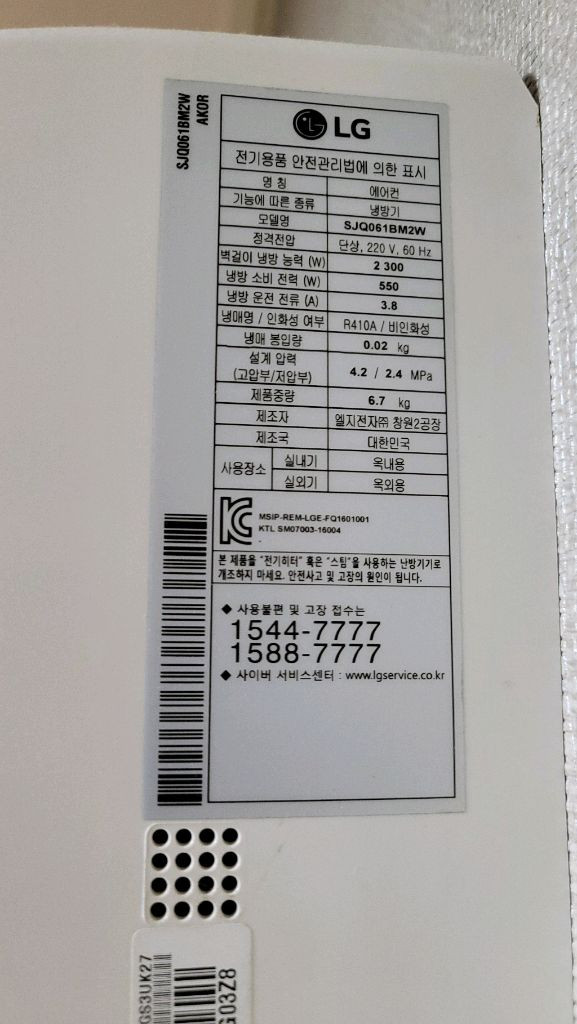 SJQ061BM2W
AKOR
LG
전기용품 안전관리법에 의한 표시
명 칭 에어컨
기능에 따른 종류 냉방기
모델명 SJQ061BM2W
정격전압 단상, 220 V, 60 Hz
벽걸이 냉방 능력 (W) 2 300
냉방 소비 전력 (W) 550
냉방 운전 전류 (A) 3.8
냉매명 / 인화성 여부 R410A / 비인화성
냉매 봉입량 0.02 kg
설계 압력
(고압부/저압부) 4.2 / 2.4 MPa
제품중량 6.7 kg
제조자 엘지전자㈜ 창원2공장
제조국 대한민국
사용장소 실내기 옥내용
실외기 옥외용
MSIP-REM-LGE-FQ1601001
KTL SM07003-16004
본 제품을 "전기히터" 혹은 "스팀"을 사용하는 난방기기로
개조하지 마세요. 안전사고 및 고장의 원인이 됩니다.
◆ 사용불편 및 고장 접수는
1544-7777
1588-7777
◆ 사이버 서비스센터 : www.lgservice.co.kr
GS3UK27
G03Z8